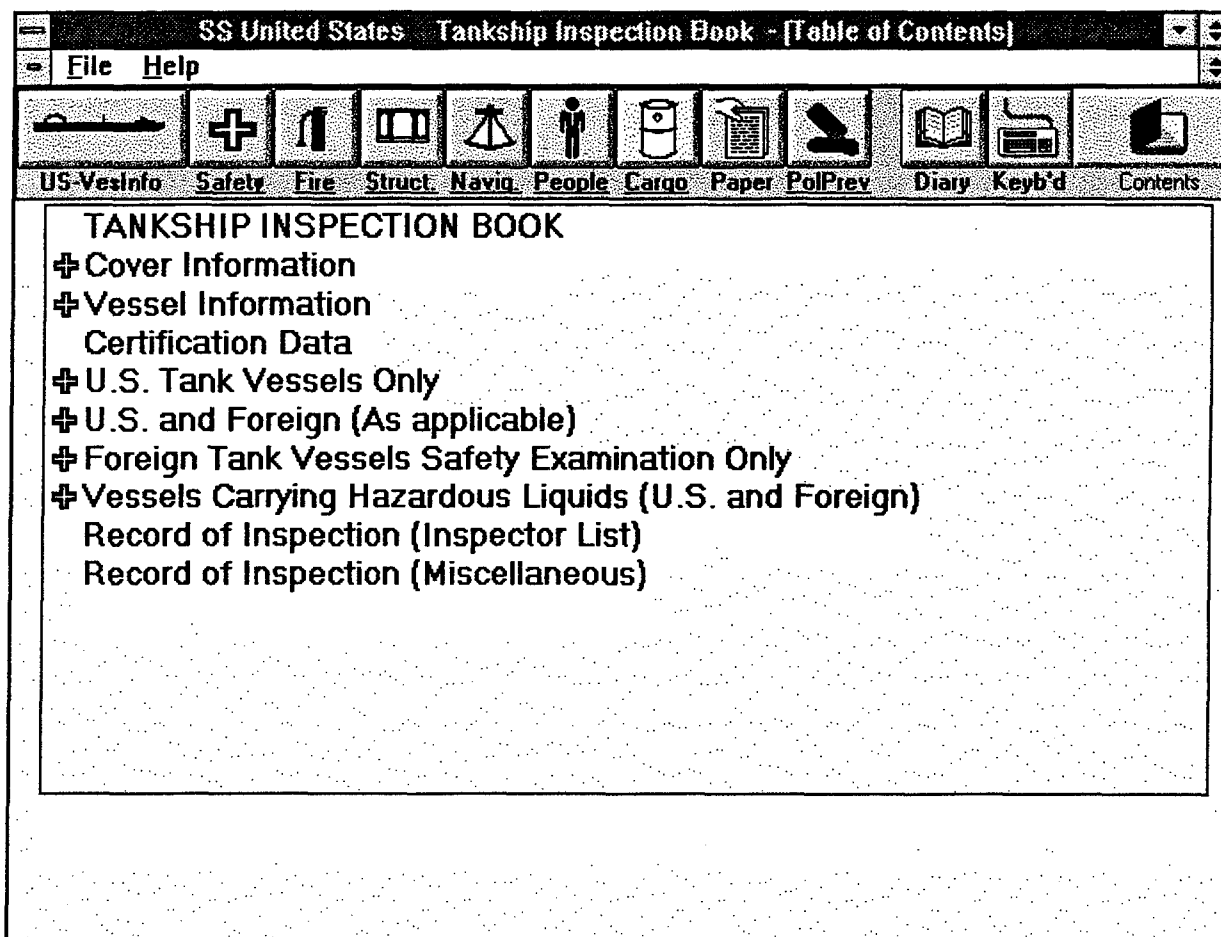 SS United States Tankship Inspection Book - [Table of Contents]
File Help
US-VesInfo Safety Fire Struct. Navig. People Cargo Paper PolPrev Diary Keyb'd Contents
TANKSHIP INSPECTION BOOK
Cover Information
Vessel Information
Certification Data
U.S. Tank Vessels Only
U.S. and Foreign (As applicable)
Foreign Tank Vessels Safety Examination Only
Vessels Carrying Hazardous Liquids (U.S. and Foreign)
Record of Inspection (Inspector List)
Record of Inspection (Miscellaneous)